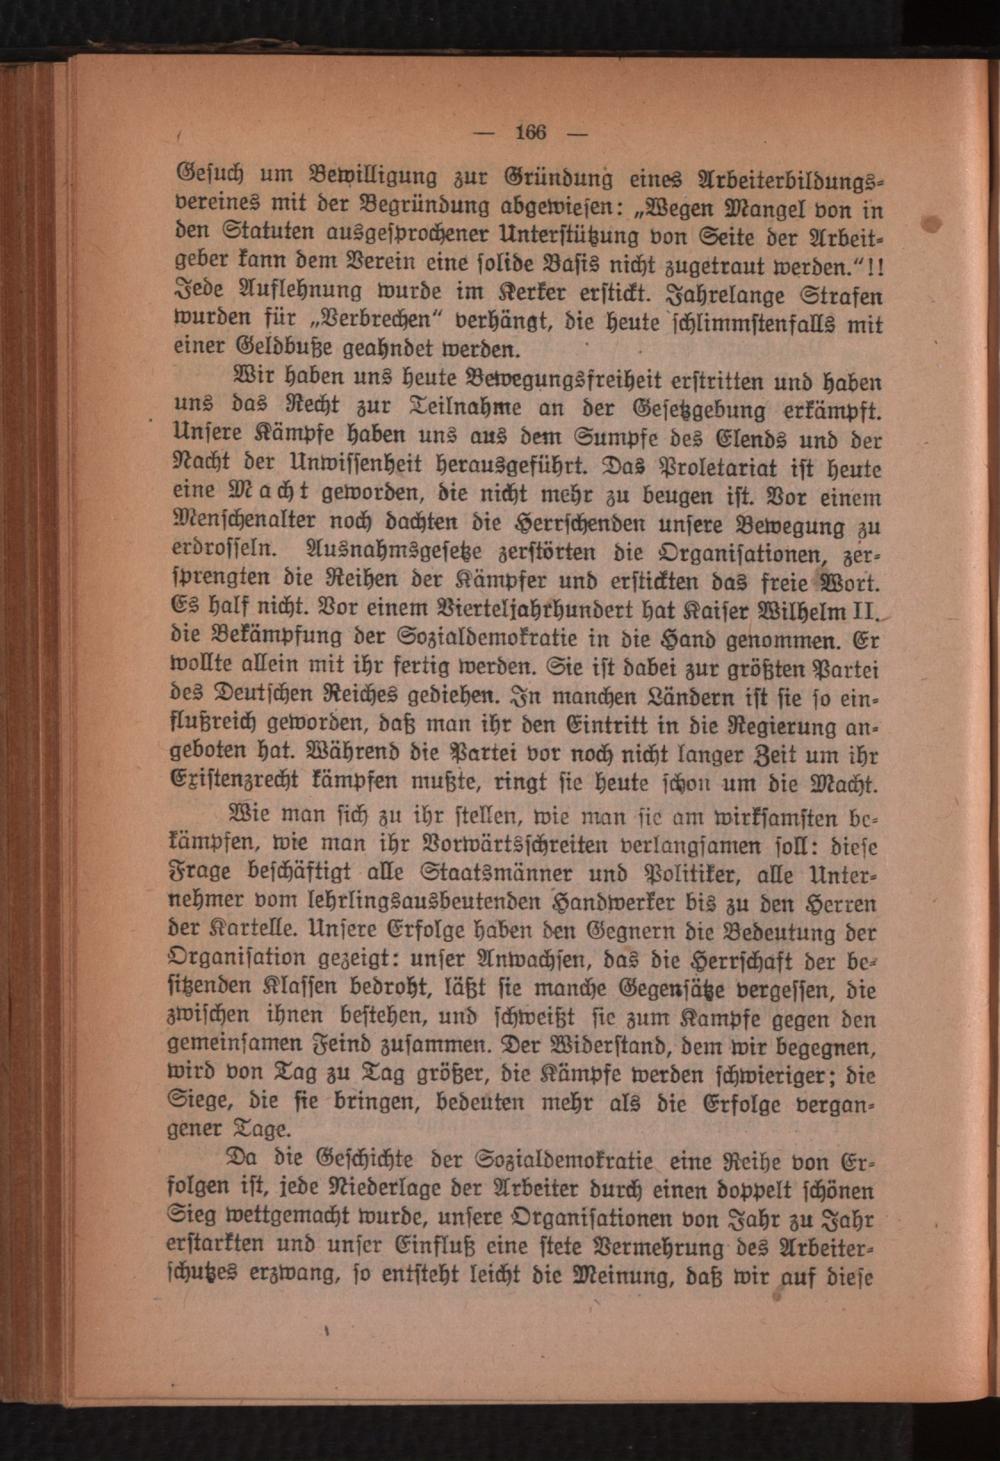 — 166 —
Gesuch um Bewilligung zur Gründung eines Arbeiterbildungs-
vereines mit der Begründung abgewiesen: „Wegen Mangel von in
den Statuten ausgesprochener Unterstützung von Seite der Arbeit-
geber kann dem Verein eine solide Basis nicht zugetraut werden.“!!
Jede Auflehnung wurde im Kerker erstickt. Jahrelange Strafen
wurden für „Verbrechen“ verhängt, die heute schlimmstenfalls mit
einer Geldbuße geahndet werden.
Wir haben uns heute Bewegungsfreiheit erstritten und haben
uns das Recht zur Teilnahme an der Gesetzgebung erkämpft.
Unsere Kämpfe haben uns aus dem Sumpfe des Elends und der
Nacht der Unwissenheit herausgeführt. Das Proletariat ist heute
eine Macht geworden, die nicht mehr zu beugen ist. Vor einem
Menschenalter noch dachten die Herrschenden unsere Bewegung zu
erdrosseln. Ausnahmsgesetze zerstörten die Organisationen, zer-
sprengten die Reihen der Kämpfer und erstickten das freie Wort.
Es half nicht. Vor einem Vierteljahrhundert hat Kaiser Wilhelm II.
die Bekämpfung der Sozialdemokratie in die Hand genommen. Er
wollte allein mit ihr fertig werden. Sie ist dabei zur größten Partei
des Deutschen Reiches gediehen. In manchen Ländern ist sie so ein-
flußreich geworden, daß man ihr den Eintritt in die Regierung an-
geboten hat. Während die Partei vor noch nicht langer Zeit um ihr
Existenzrecht kämpfen mußte, ringt sie heute schon um die Macht.
Wie man sich zu ihr stellen, wie man sie am wirksamsten be-
kämpfen, wie man ihr Vorwärtsschreiten verlangsamen soll: diese
Frage beschäftigt alle Staatsmänner und Politiker, alle Unter-
nehmer vom lehrlingsausbeutenden Handwerker bis zu den Herren
der Kartelle. Unsere Erfolge haben den Gegnern die Bedeutung der
Organisation gezeigt: unser Anwachsen, das die Herrschaft der be-
sitzenden Klassen bedroht, läßt sie manche Gegensätze vergessen, die
zwischen ihnen bestehen, und schweißt sie zum Kampfe gegen den
gemeinsamen Feind zusammen. Der Widerstand, dem wir begegnen,
wird von Tag zu Tag größer, die Kämpfe werden schwieriger; die
Siege, die sie bringen, bedeuten mehr als die Erfolge vergan-
gener Tage.
Da die Geschichte der Sozialdemokratie eine Reihe von Er-
folgen ist, jede Niederlage der Arbeiter durch einen doppelt schönen
Sieg wettgemacht wurde, unsere Organisationen von Jahr zu Jahr
erstarkten und unser Einfluß eine stete Vermehrung des Arbeiter-
schutzes erzwang, so entsteht leicht die Meinung, daß wir auf diese